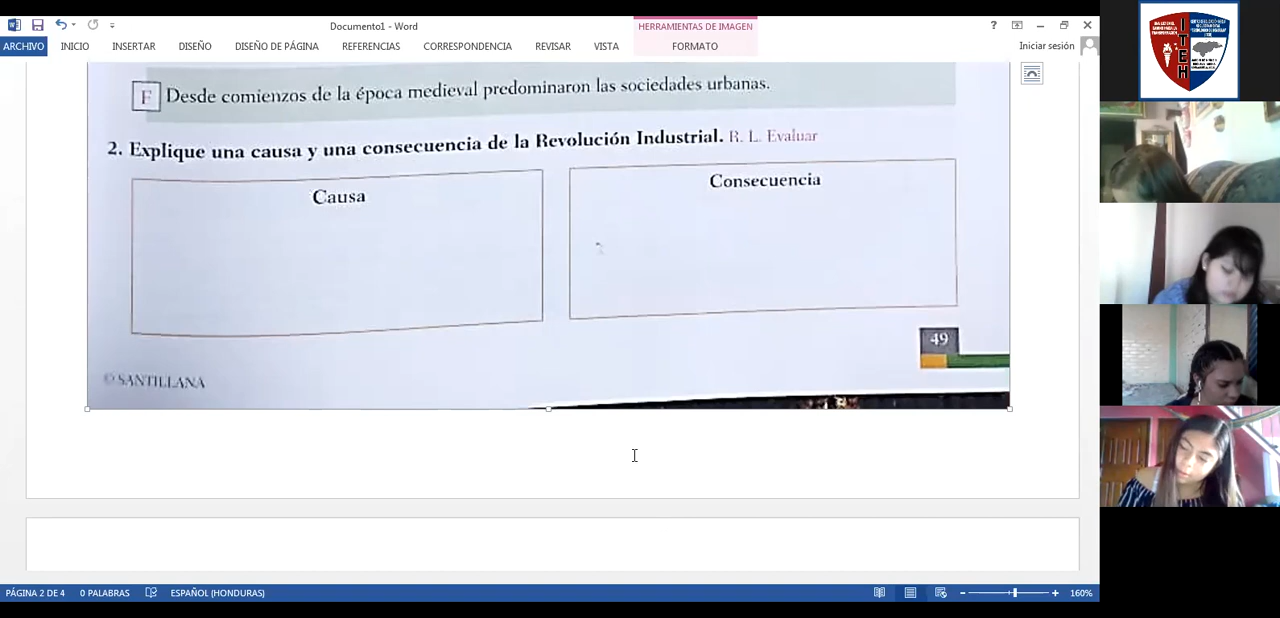 Documento1 - Word
HERRAMIENTAS DE IMAGEN
ARCHIVO INICIO INSERTAR DISEÑO DISEÑO DE PÁGINA REFERENCIAS CORRESPONDENCIA REVISAR VISTA FORMATO
Iniciar sesión
F Desde comienzos de la época medieval predominaron las sociedades urbanas.
2. Explique una causa y una consecuencia de la Revolución Industrial. R. L. Evaluar
Causa
Consecuencia
49
© SANTILLANA
PÁGINA 2 DE 4 0 PALABRAS ESPAÑOL (HONDURAS)
160%
ITEH